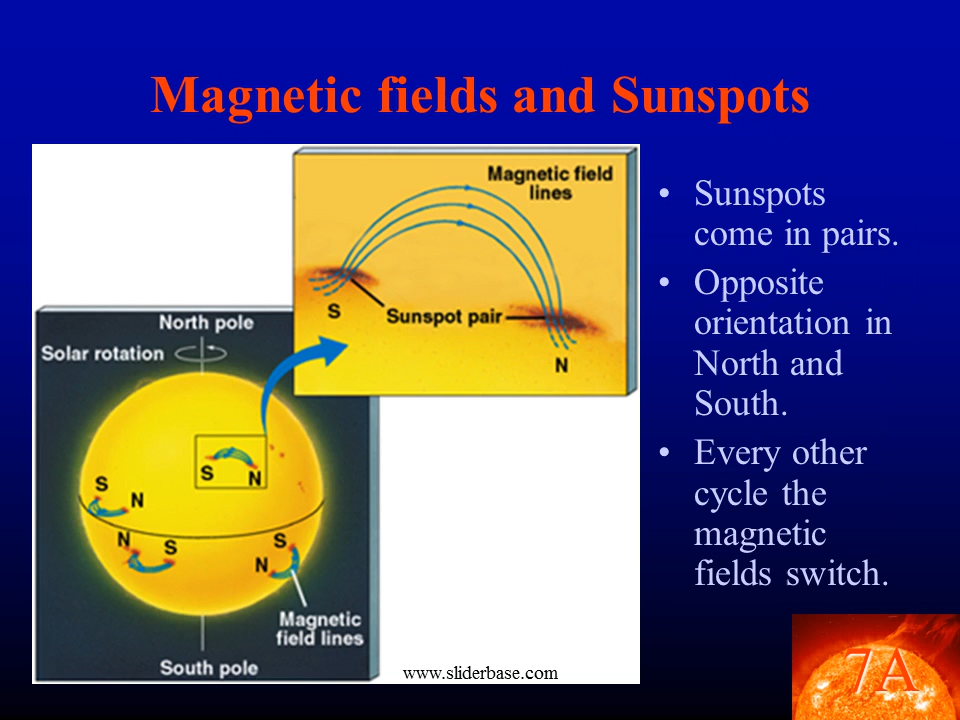 Magnetic fields and Sunspots
Magnetic field
lines
S
Sunspot pair
N
North pole
Solar rotation
S
N
S
N
N
S
S
N
Magnetic
field lines
South pole
www.sliderbase.com
• Sunspots
come in pairs.
• Opposite
orientation in
North and
South.
• Every other
cycle the
magnetic
fields switch.
7A